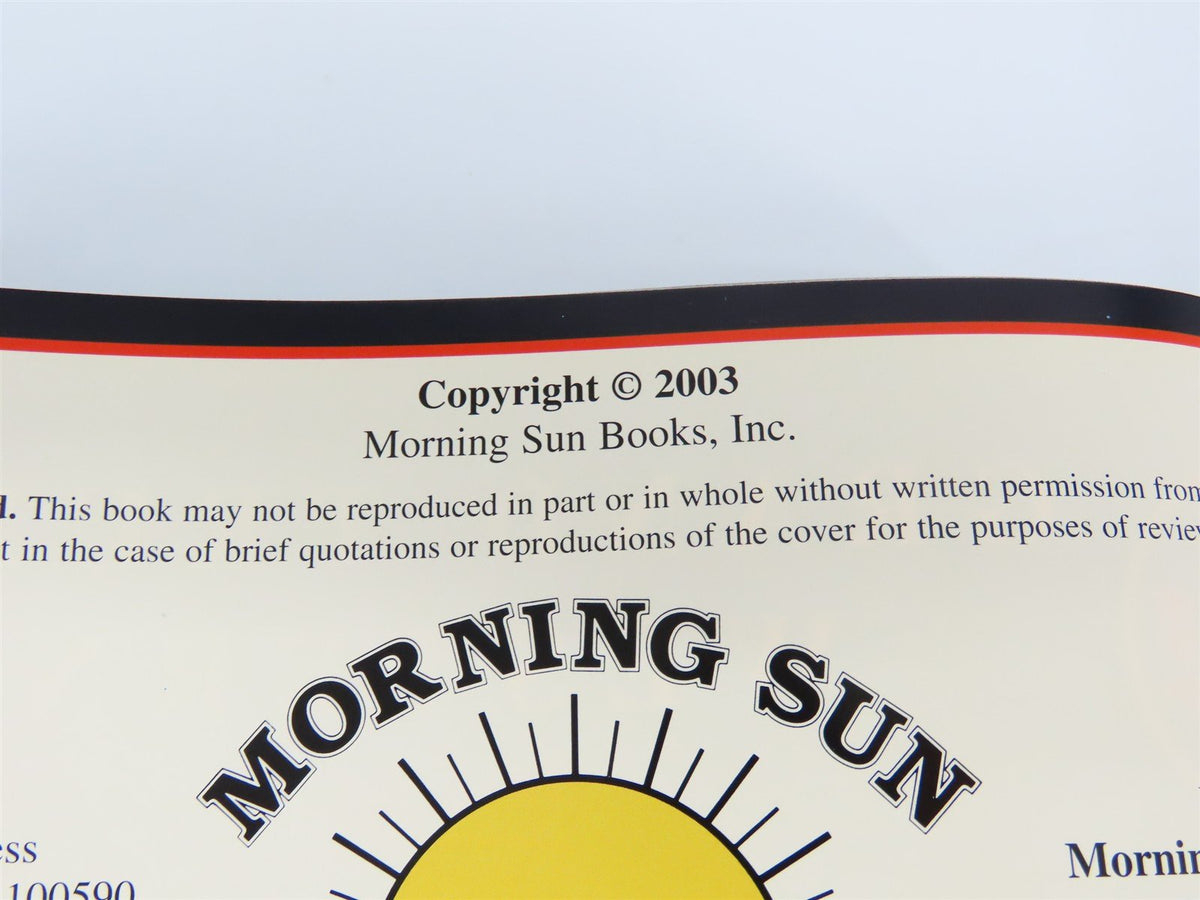 Copyright © 2003
Morning Sun Books, Inc.
d. This book may not be reproduced in part or in whole without written permission from
t in the case of brief quotations or reproductions of the cover for the purposes of review
MORNING SUN
ess
100590
Mornin